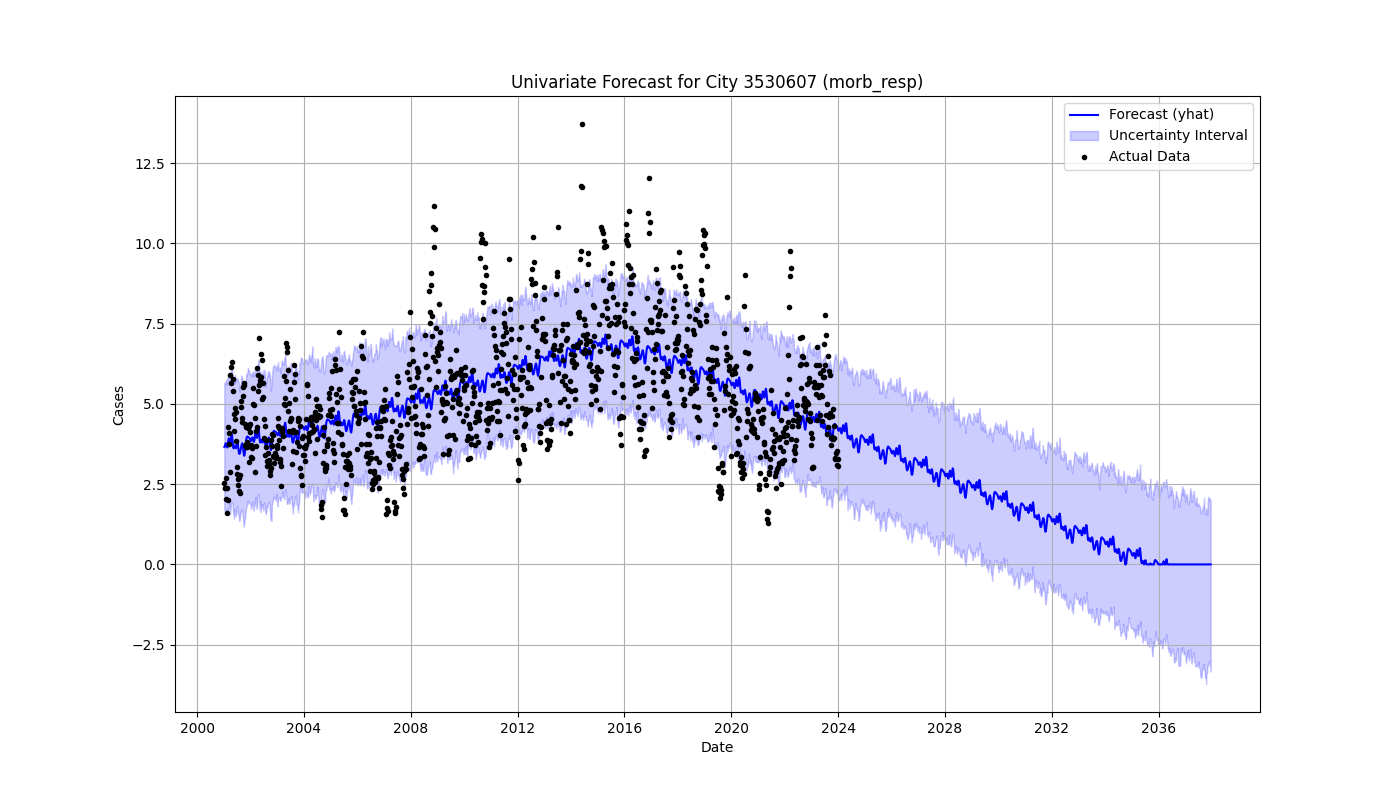 Univariate Forecast for City 3530607 (morb_resp)
Forecast (yhat)
Uncertainty Interval
Actual Data
12.5
10.0
7.5
5.0
2.5
0.0
−2.5
Cases
2000 2004 2008 2012 2016 2020 2024 2028 2032 2036
Date